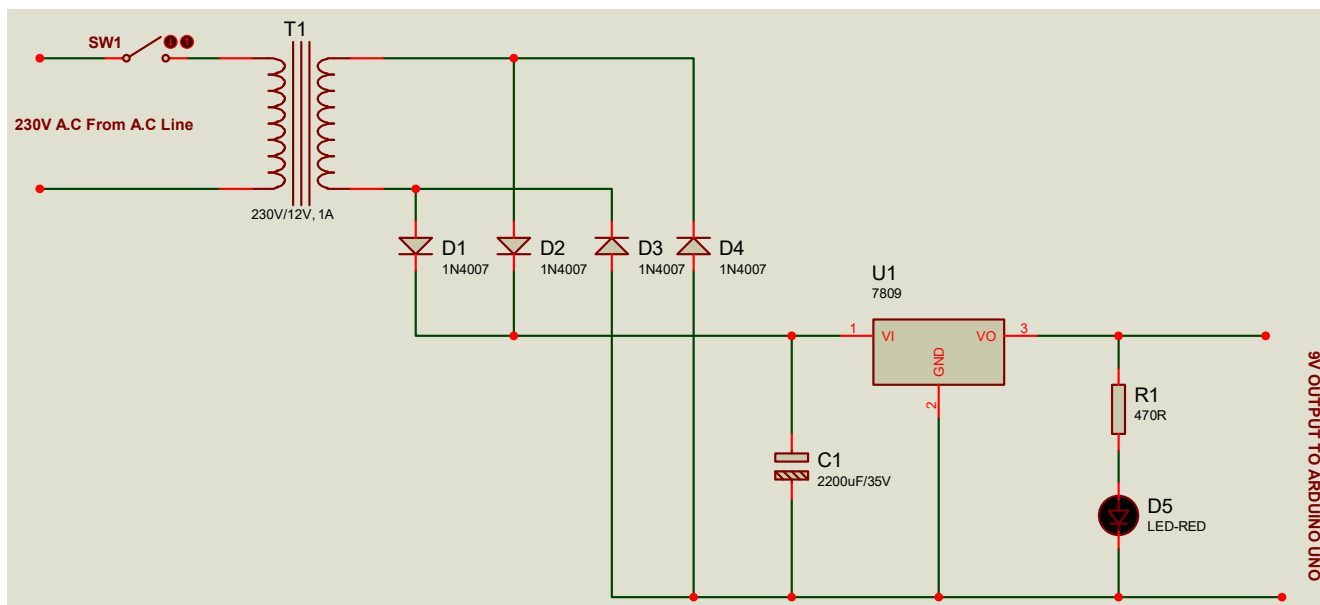 T1
SW1
230V A.C From A.C Line
230V/12V, 1A
D1
1N4007
D2
1N4007
D3
1N4007
D4
1N4007
U1
7809
1
VI
VO
3
GND
2
R1
470R
C1
2200uF/35V
D5
LED-RED
9V OUTPUT TO ARDUINO UNO